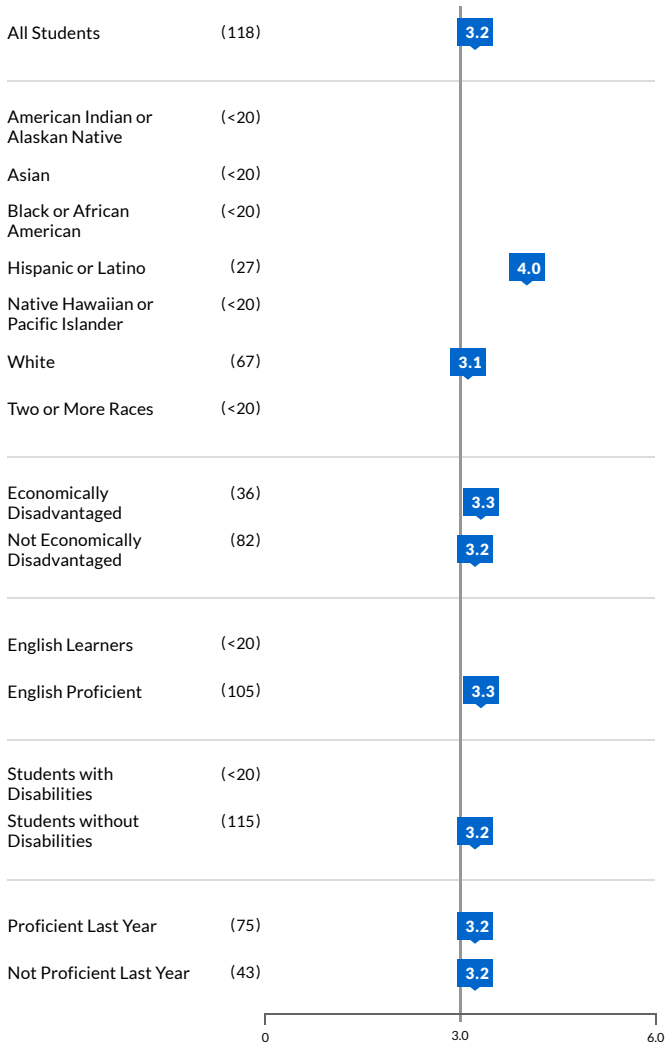 All Students (118) 3.2
American Indian or (<20)
Alaskan Native
Asian (<20)
Black or African (<20)
American
Hispanic or Latino (27) 4.0
Native Hawaiian or (<20)
Pacific Islander
White (67) 3.1
Two or More Races (<20)
Economically (36) 3.3
Disadvantaged
Not Economically (82) 3.2
Disadvantaged
English Learners (<20)
English Proficient (105) 3.3
Students with (<20)
Disabilities
Students without (115) 3.2
Disabilities
Proficient Last Year (75) 3.2
Not Proficient Last Year (43) 3.2
0 3.0 6.0